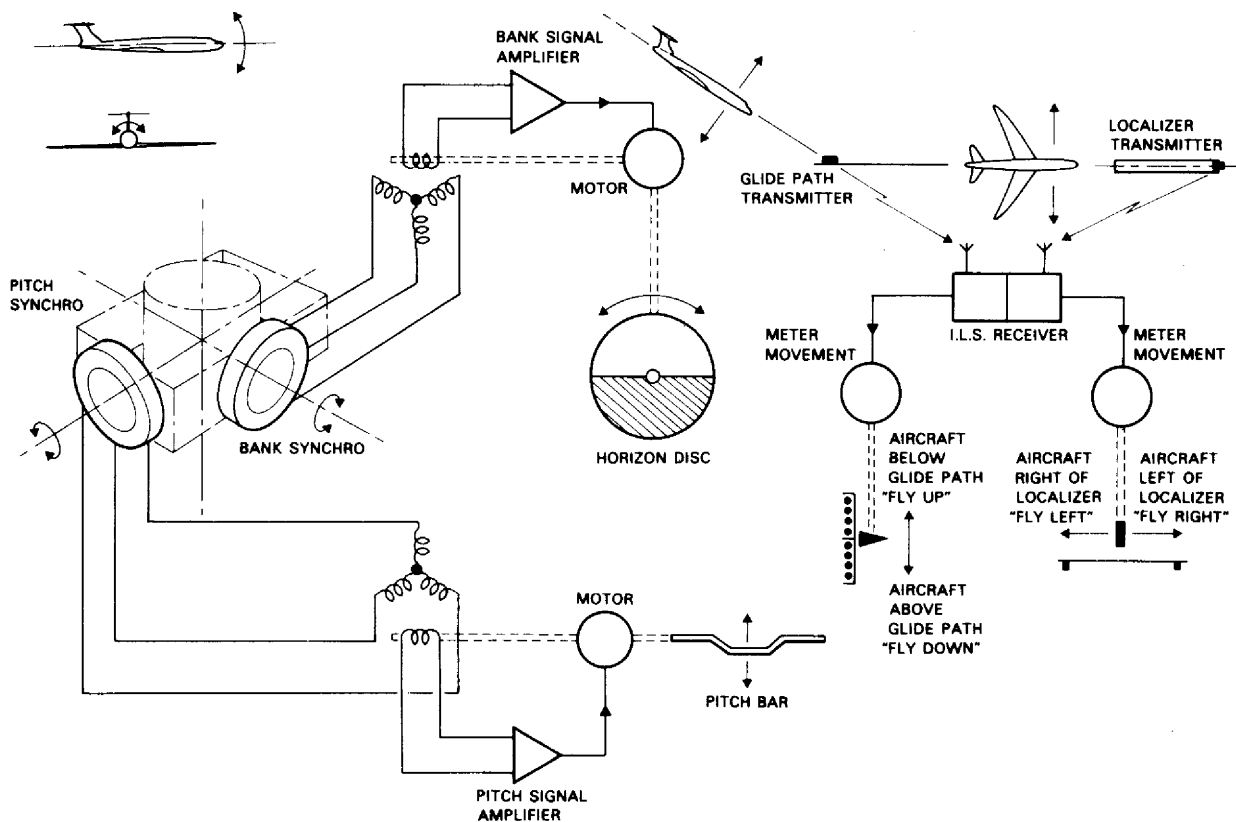 BANK SIGNAL
AMPLIFIER
MOTOR
LOCALIZER
TRANSMITTER
GLIDE PATH
TRANSMITTER
PITCH
SYNCHRO
BANK SYNCHRO
HORIZON DISC
I.L.S. RECEIVER
METER
MOVEMENT
METER
MOVEMENT
AIRCRAFT
BELOW
GLIDE PATH
"FLY UP"
AIRCRAFT
RIGHT OF
LOCALIZER
"FLY LEFT"
AIRCRAFT
LEFT OF
LOCALIZER
"FLY RIGHT"
AIRCRAFT
ABOVE
GLIDE PATH
"FLY DOWN"
MOTOR
PITCH BAR
PITCH SIGNAL
AMPLIFIER